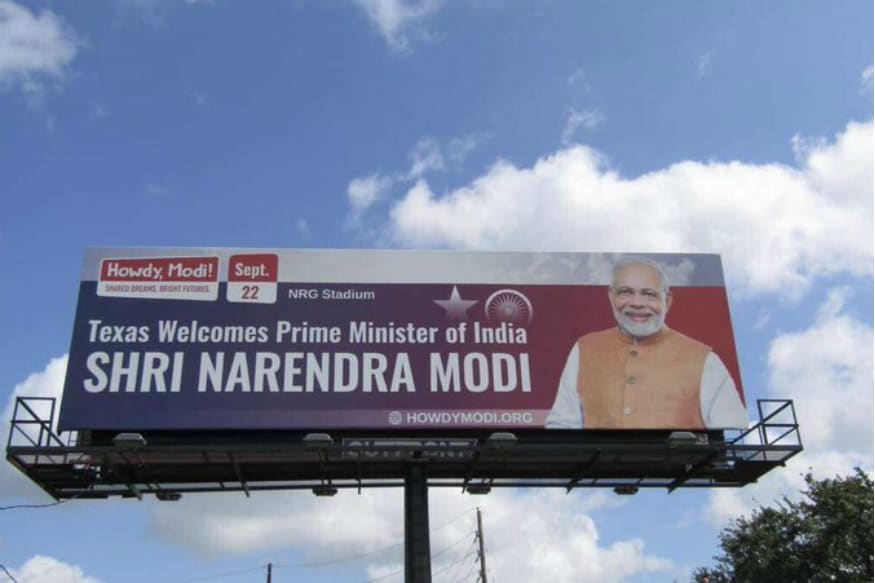 Howdy, Modi!
SHARED DREAMS, BRIGHT FUTURES.
Sept.
22
NRG Stadium
Texas Welcomes Prime Minister of India
SHRI NARENDRA MODI
HOWDYMODI.ORG
OUTFRONT